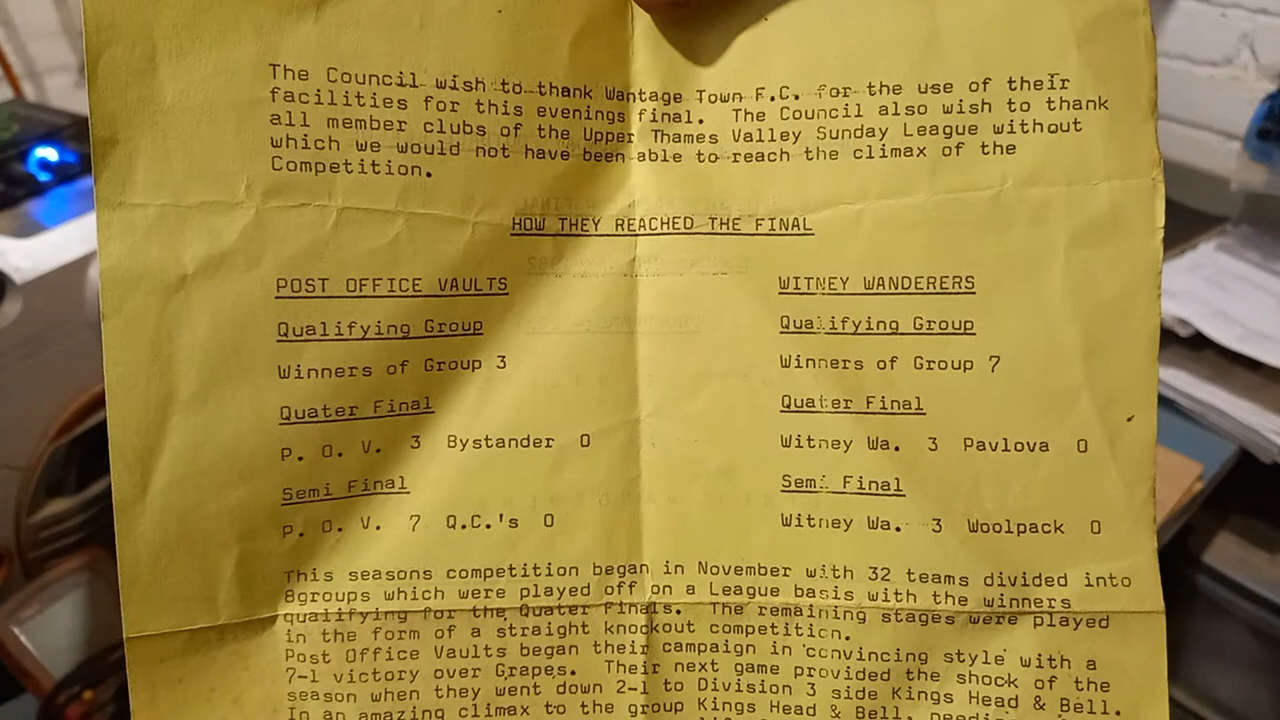 The Council wish to thank Wantage Town F.C. for the use of their
facilities for this evenings final. The Council also wish to thank
all member clubs of the Upper Thames Valley Sunday League without
which we would not have been able to reach the climax of the
Competition.
HOW THEY REACHED THE FINAL
POST OFFICE VAULTS
Qualifying Group
Winners of Group 3
Quater Final
P. O. V. 3 Bystander 0
Semi Final
P. O. V. 7 Q.C.'s 0
WITNEY WANDERERS
Qualifying Group
Winners of Group 7
Quater Final
Witney Wa. 3 Pavlova 0
Semi Final
Witney Wa. 3 Woolpack 0
This seasons competition began in November with 32 teams divided into
8groups which were played off on a League basis with the winners
qualifying for the Quater Finals. The remaining stages were played
in the form of a straight knockout competition.
Post Office Vaults began their campaign in convincing style with a
7-1 victory over Grapes. Their next game provided the shock of the
season when they went down 2-1 to Division 3 side Kings Head & Bell.
In an amazing climax to the group Kings Head & Bell,